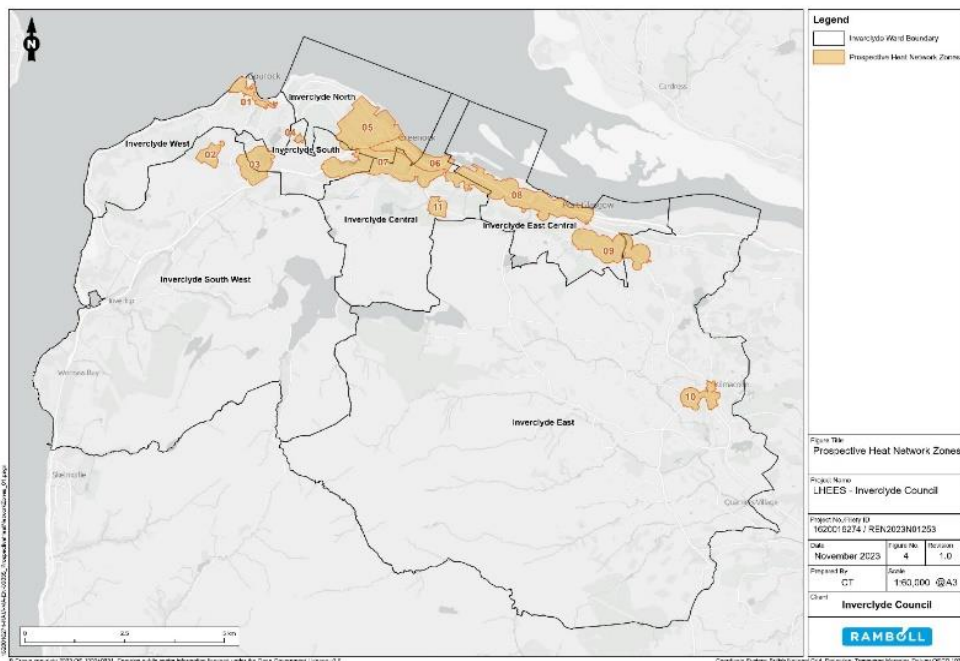 N
Gourock
01
Inverclyde North
Cardross
04
05
Greenock
Inverclyde West
Inverclyde South
02
03
07
06
08
11
Port Glasgow
Inverclyde Central
Inverclyde East Central
09
Inverclyde South West
Inverkip
Wemyss Bay
Kilmacolm
10
Inverclyde East
Skelmorlie
Quarriers Village
0 2.5 5 km
Legend
Inverclyde Ward Boundary
Prospective Heat Network Zones
Figure Title
Prospective Heat Network Zones
Project Name
LHEES - Inverclyde Council
1620016274 / REN2023N01253
Date
Figure No.
Revision
November 2023
4
1.0
Prepared By
Scale
CT
1:60,000 @A3
Client
Inverclyde Council
RAMBOLL